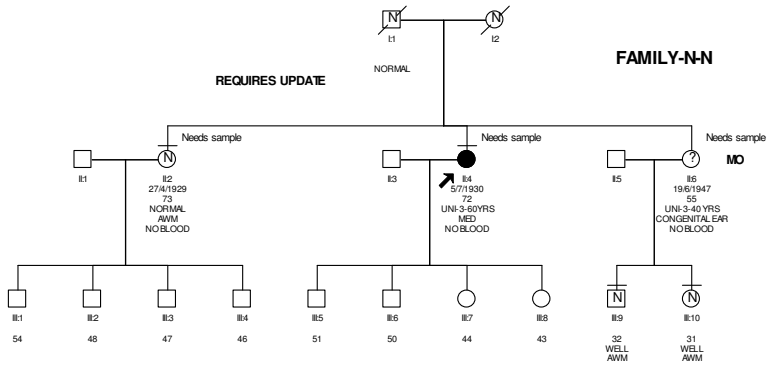 N
N
I:1
I:2
NORMAL
FAMILY-N-N
REQUIRES UPDATE
Needs sample
Needs sample
Needs sample
N
?
MO
II:1
II:2
27/4/1929
73
NORMAL
AWM
NO BLOOD
II:3
II:4
5/7/1930
72
UNI-3-60YRS
MED
NO BLOOD
II:5
II:6
19/6/1947
55
UNI-3-40 YRS
CONGENITAL EAR
NO BLOOD
N
N
III:1
III:2
III:3
III:4
III:5
III:6
III:7
III:8
III:9
III:10
54
48
47
46
51
50
44
43
32
WELL
AWM
31
WELL
AWM